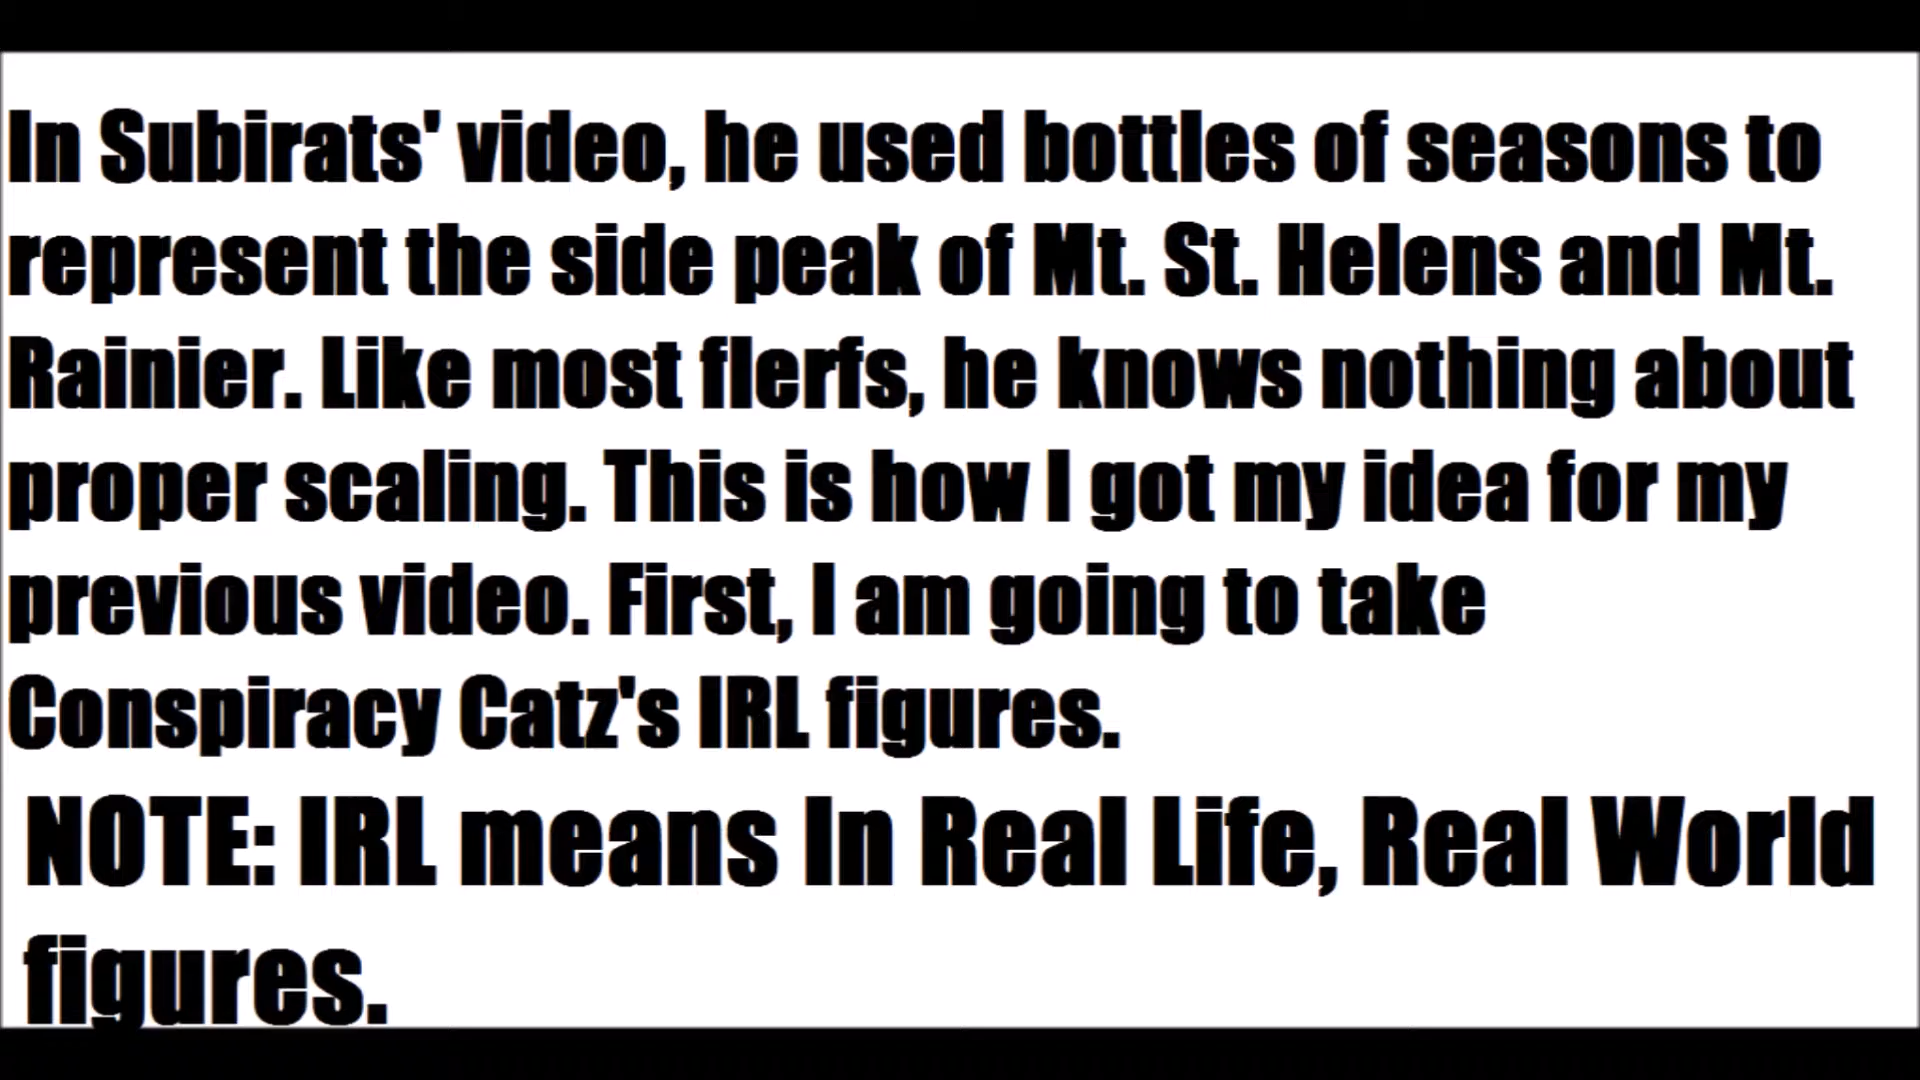 In Subirats' video, he used bottles of seasons to
represent the side peak of Mt. St. Helens and Mt.
Rainier. Like most flerfs, he knows nothing about
proper scaling. This is how I got my idea for my
previous video. First, I am going to take
Conspiracy Catz's IRL figures.
NOTE: IRL means In Real Life, Real World
figures.